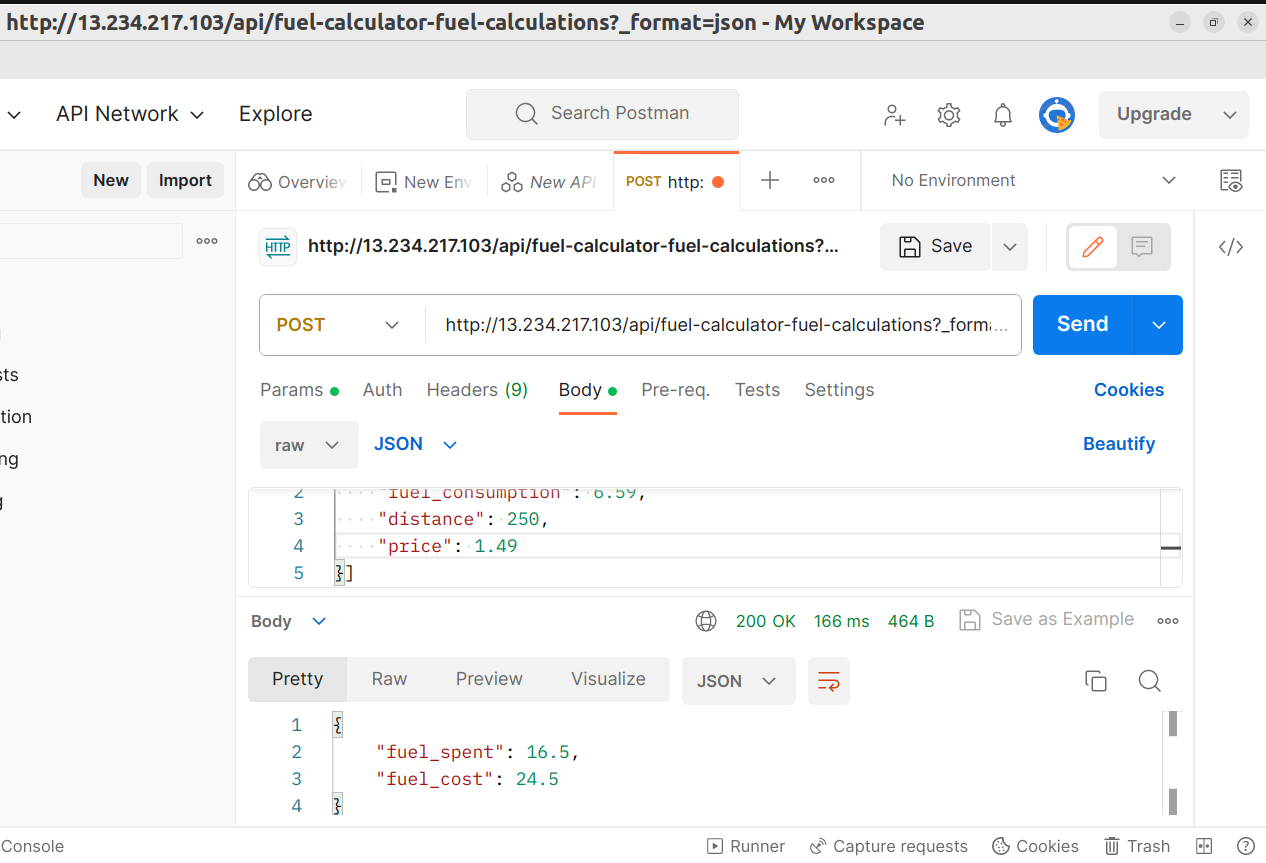 http://13.234.217.103/api/fuel-calculator-fuel-calculations?_format=json - My Workspace
API Network
Explore
Search Postman
Upgrade
New
Import
Overview
New Env
New API
POST http:
No Environment
HTTP
http://13.234.217.103/api/fuel-calculator-fuel-calculations?...
Save
POST
http://13.234.217.103/api/fuel-calculator-fuel-calculations?_forma...
Send
sts
tion
ng
g
Params
Auth
Headers (9)
Body
Pre-req.
Tests
Settings
Cookies
raw
JSON
Beautify
2 "fuel_consumption": 6.59,
3 "distance": 250,
4 "price": 1.49
5 }]
Body
200 OK
166 ms
464 B
Save as Example
Pretty
Raw
Preview
Visualize
JSON
1 {
2 "fuel_spent": 16.5,
3 "fuel_cost": 24.5
4 }
Console
Runner
Capture requests
Cookies
Trash